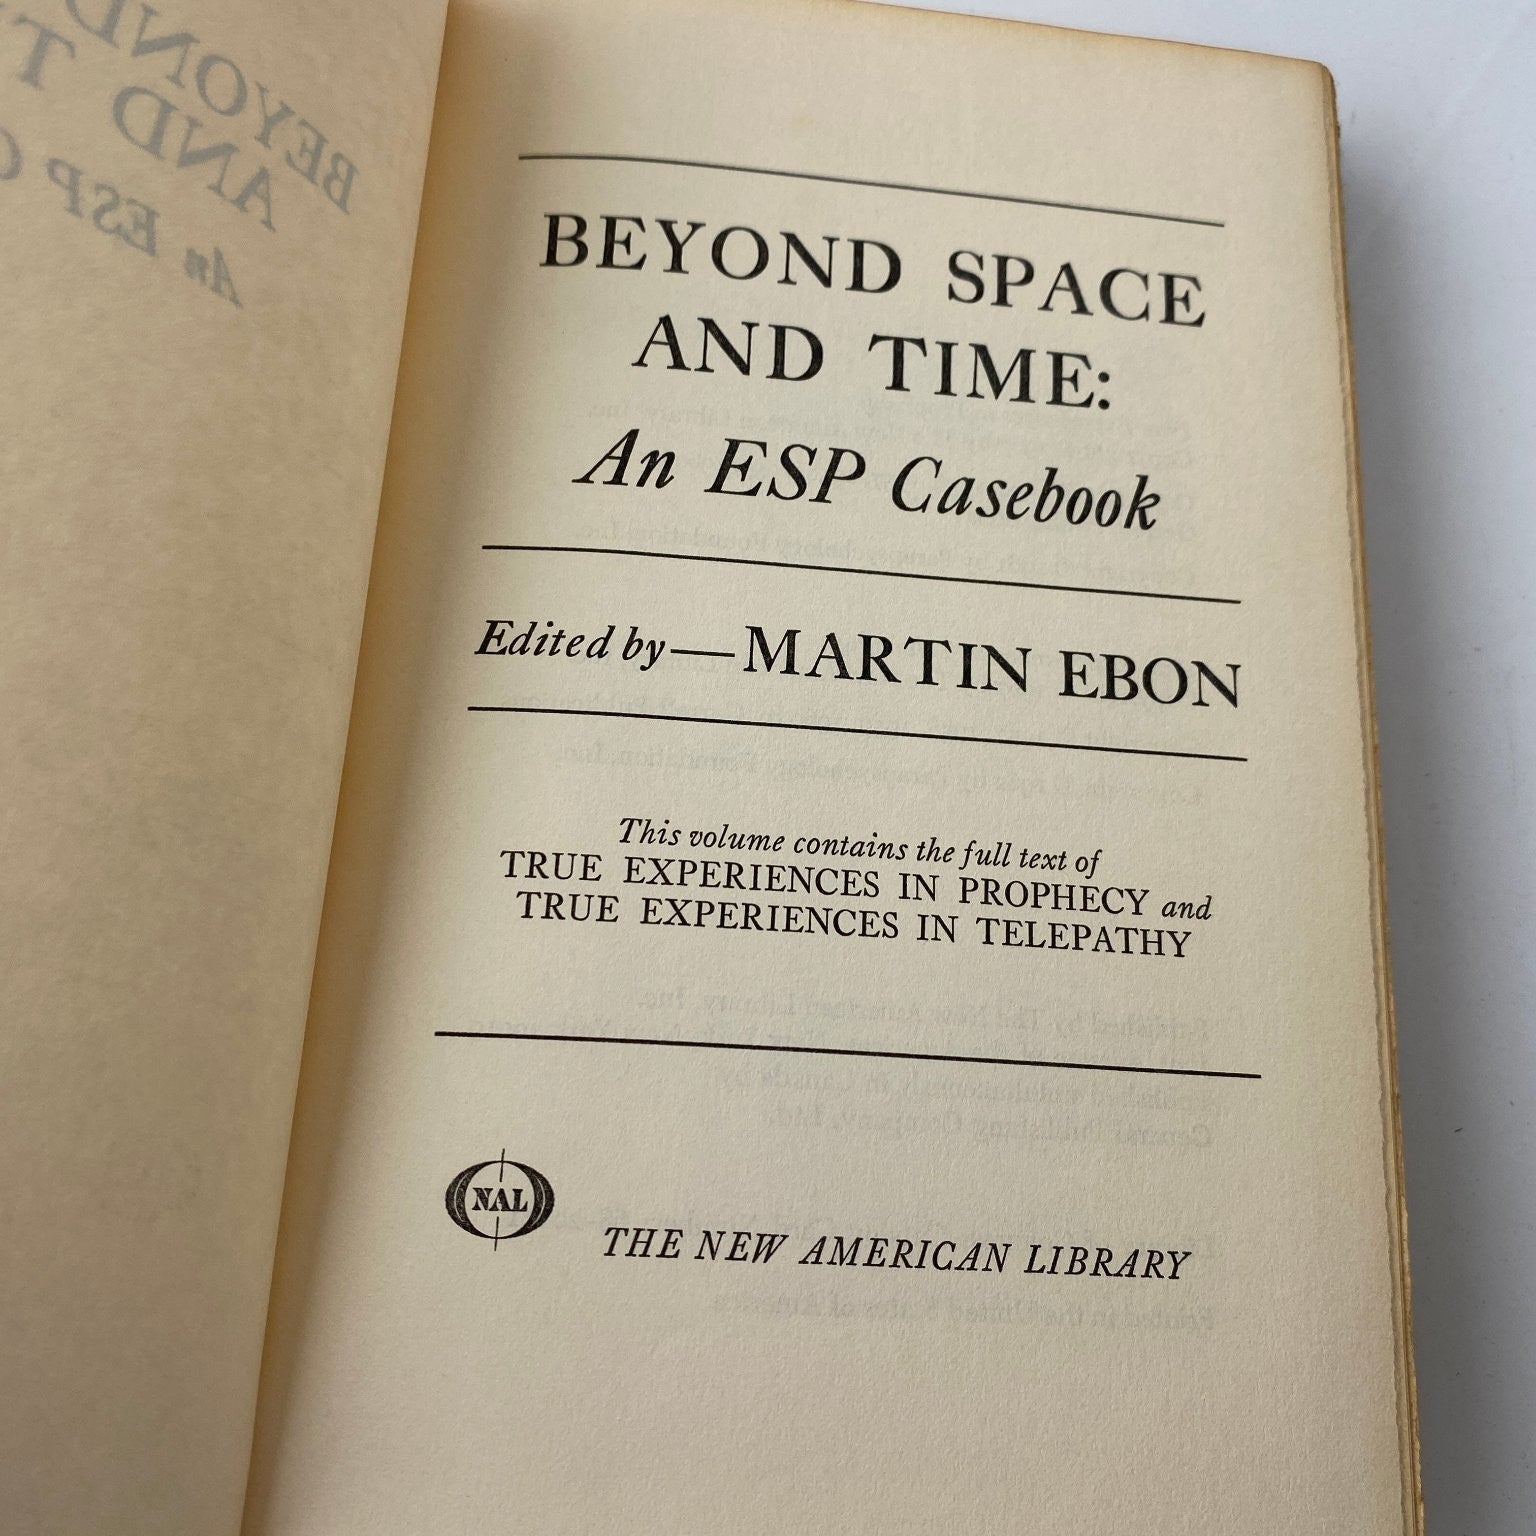 BEYOND SPACE
AND TIME:
An ESP Casebook
Edited by—MARTIN EBON
This volume contains the full text of
TRUE EXPERIENCES IN PROPHECY and
TRUE EXPERIENCES IN TELEPATHY
NAL
THE NEW AMERICAN LIBRARY